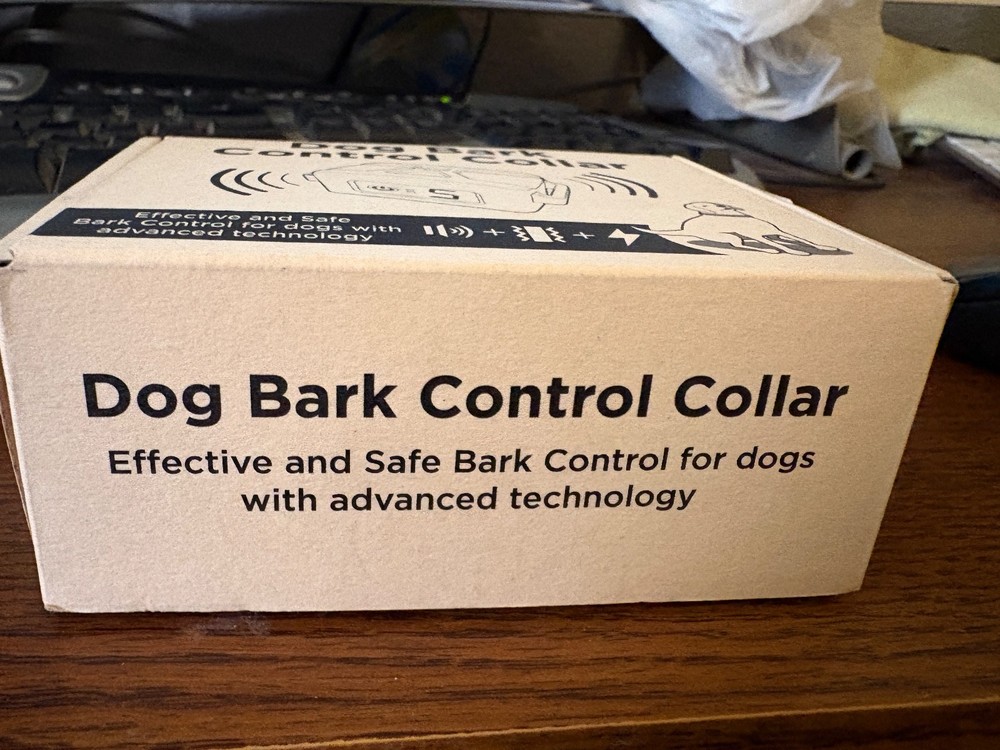 Dog Bark
Control Collar
5
Effective and Safe
Bark Control for dogs with
advanced technology
+ +
Dog Bark Control Collar
Effective and Safe Bark Control for dogs
with advanced technology